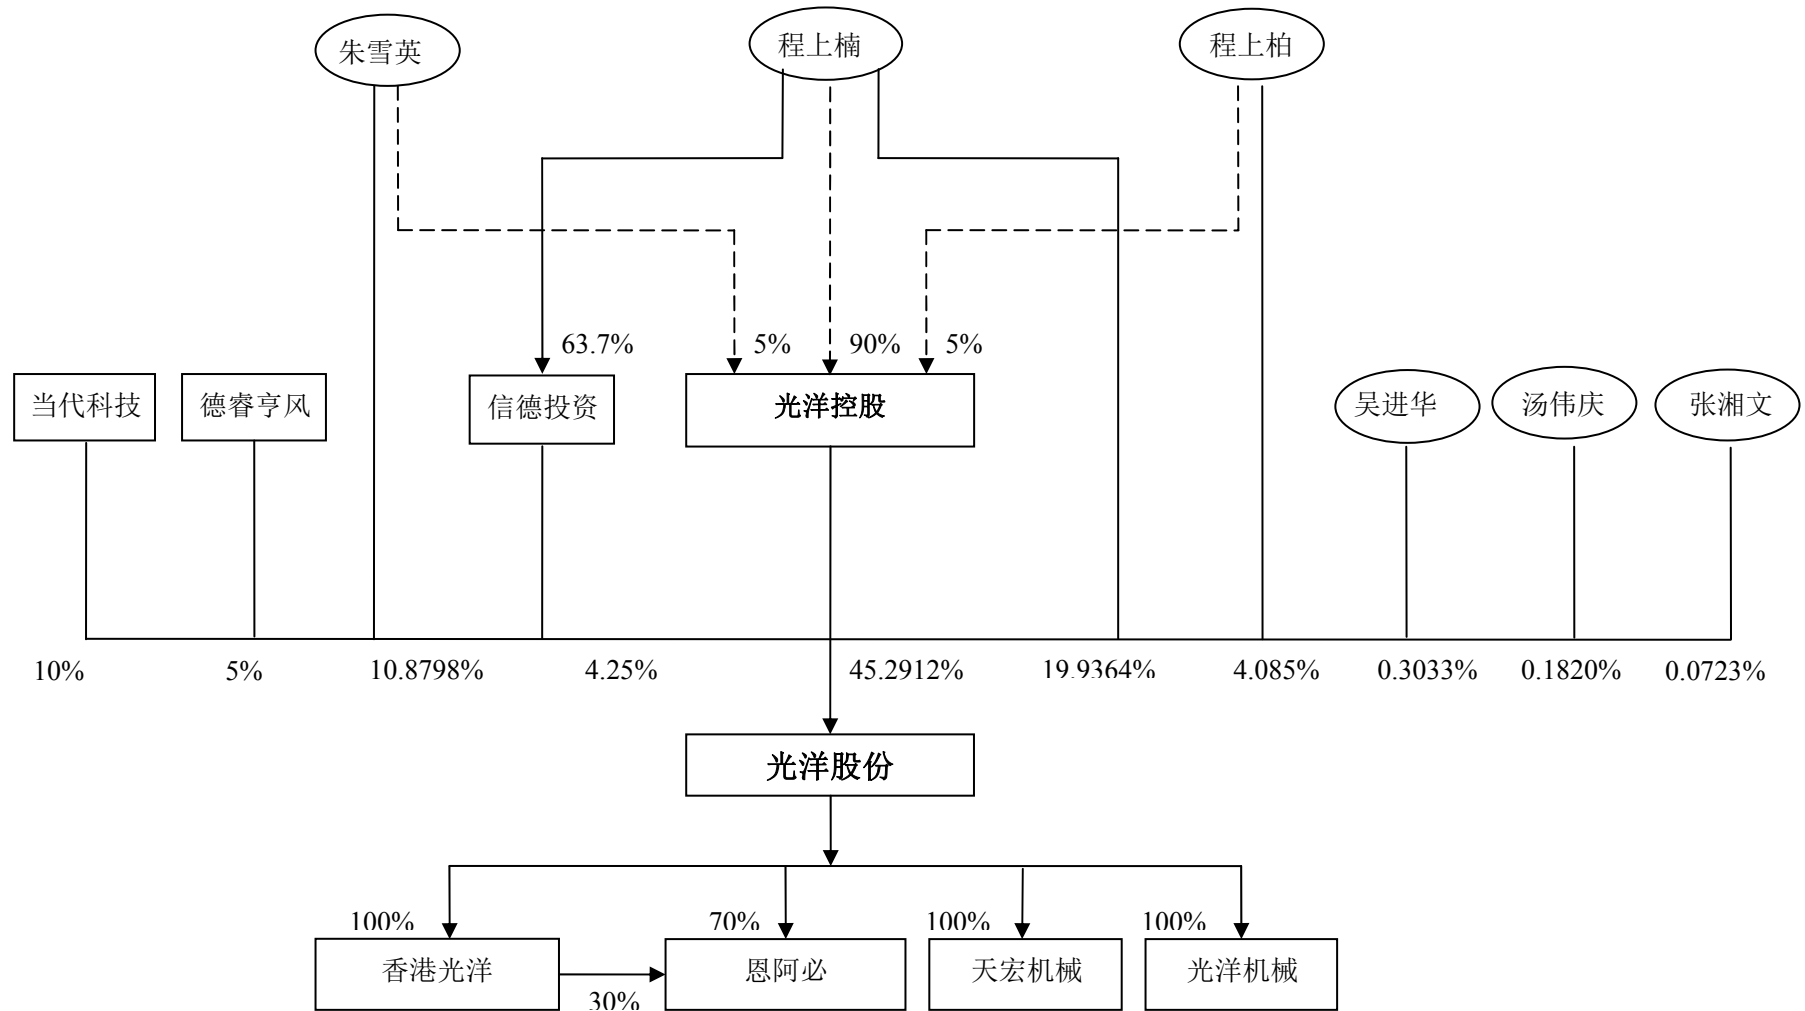 朱雪英
程上楠
程上柏
63.7%
5%
90%
5%
当代科技
德睿亨风
信德投资
光洋控股
吴进华
汤伟庆
张湘文
10%
5%
10.8798%
4.25%
45.2912%
19.9364%
4.085%
0.3033%
0.1820%
0.0723%
光洋股份
100%
70%
100%
100%
香港光洋
恩阿必
天宏机械
光洋机械
30%